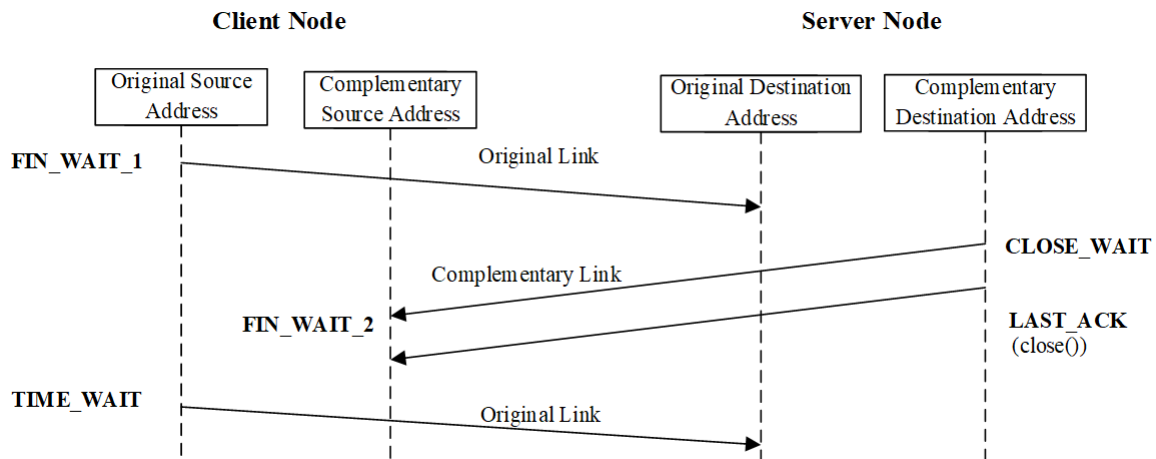 Client Node
Server Node
Original Source
Address
Complementary
Source Address
Original Destination
Address
Complementary
Destination Address
FIN_WAIT_1
Original Link
CLOSE_WAIT
Complementary Link
FIN_WAIT_2
LAST_ACK
(close())
TIME_WAIT
Original Link